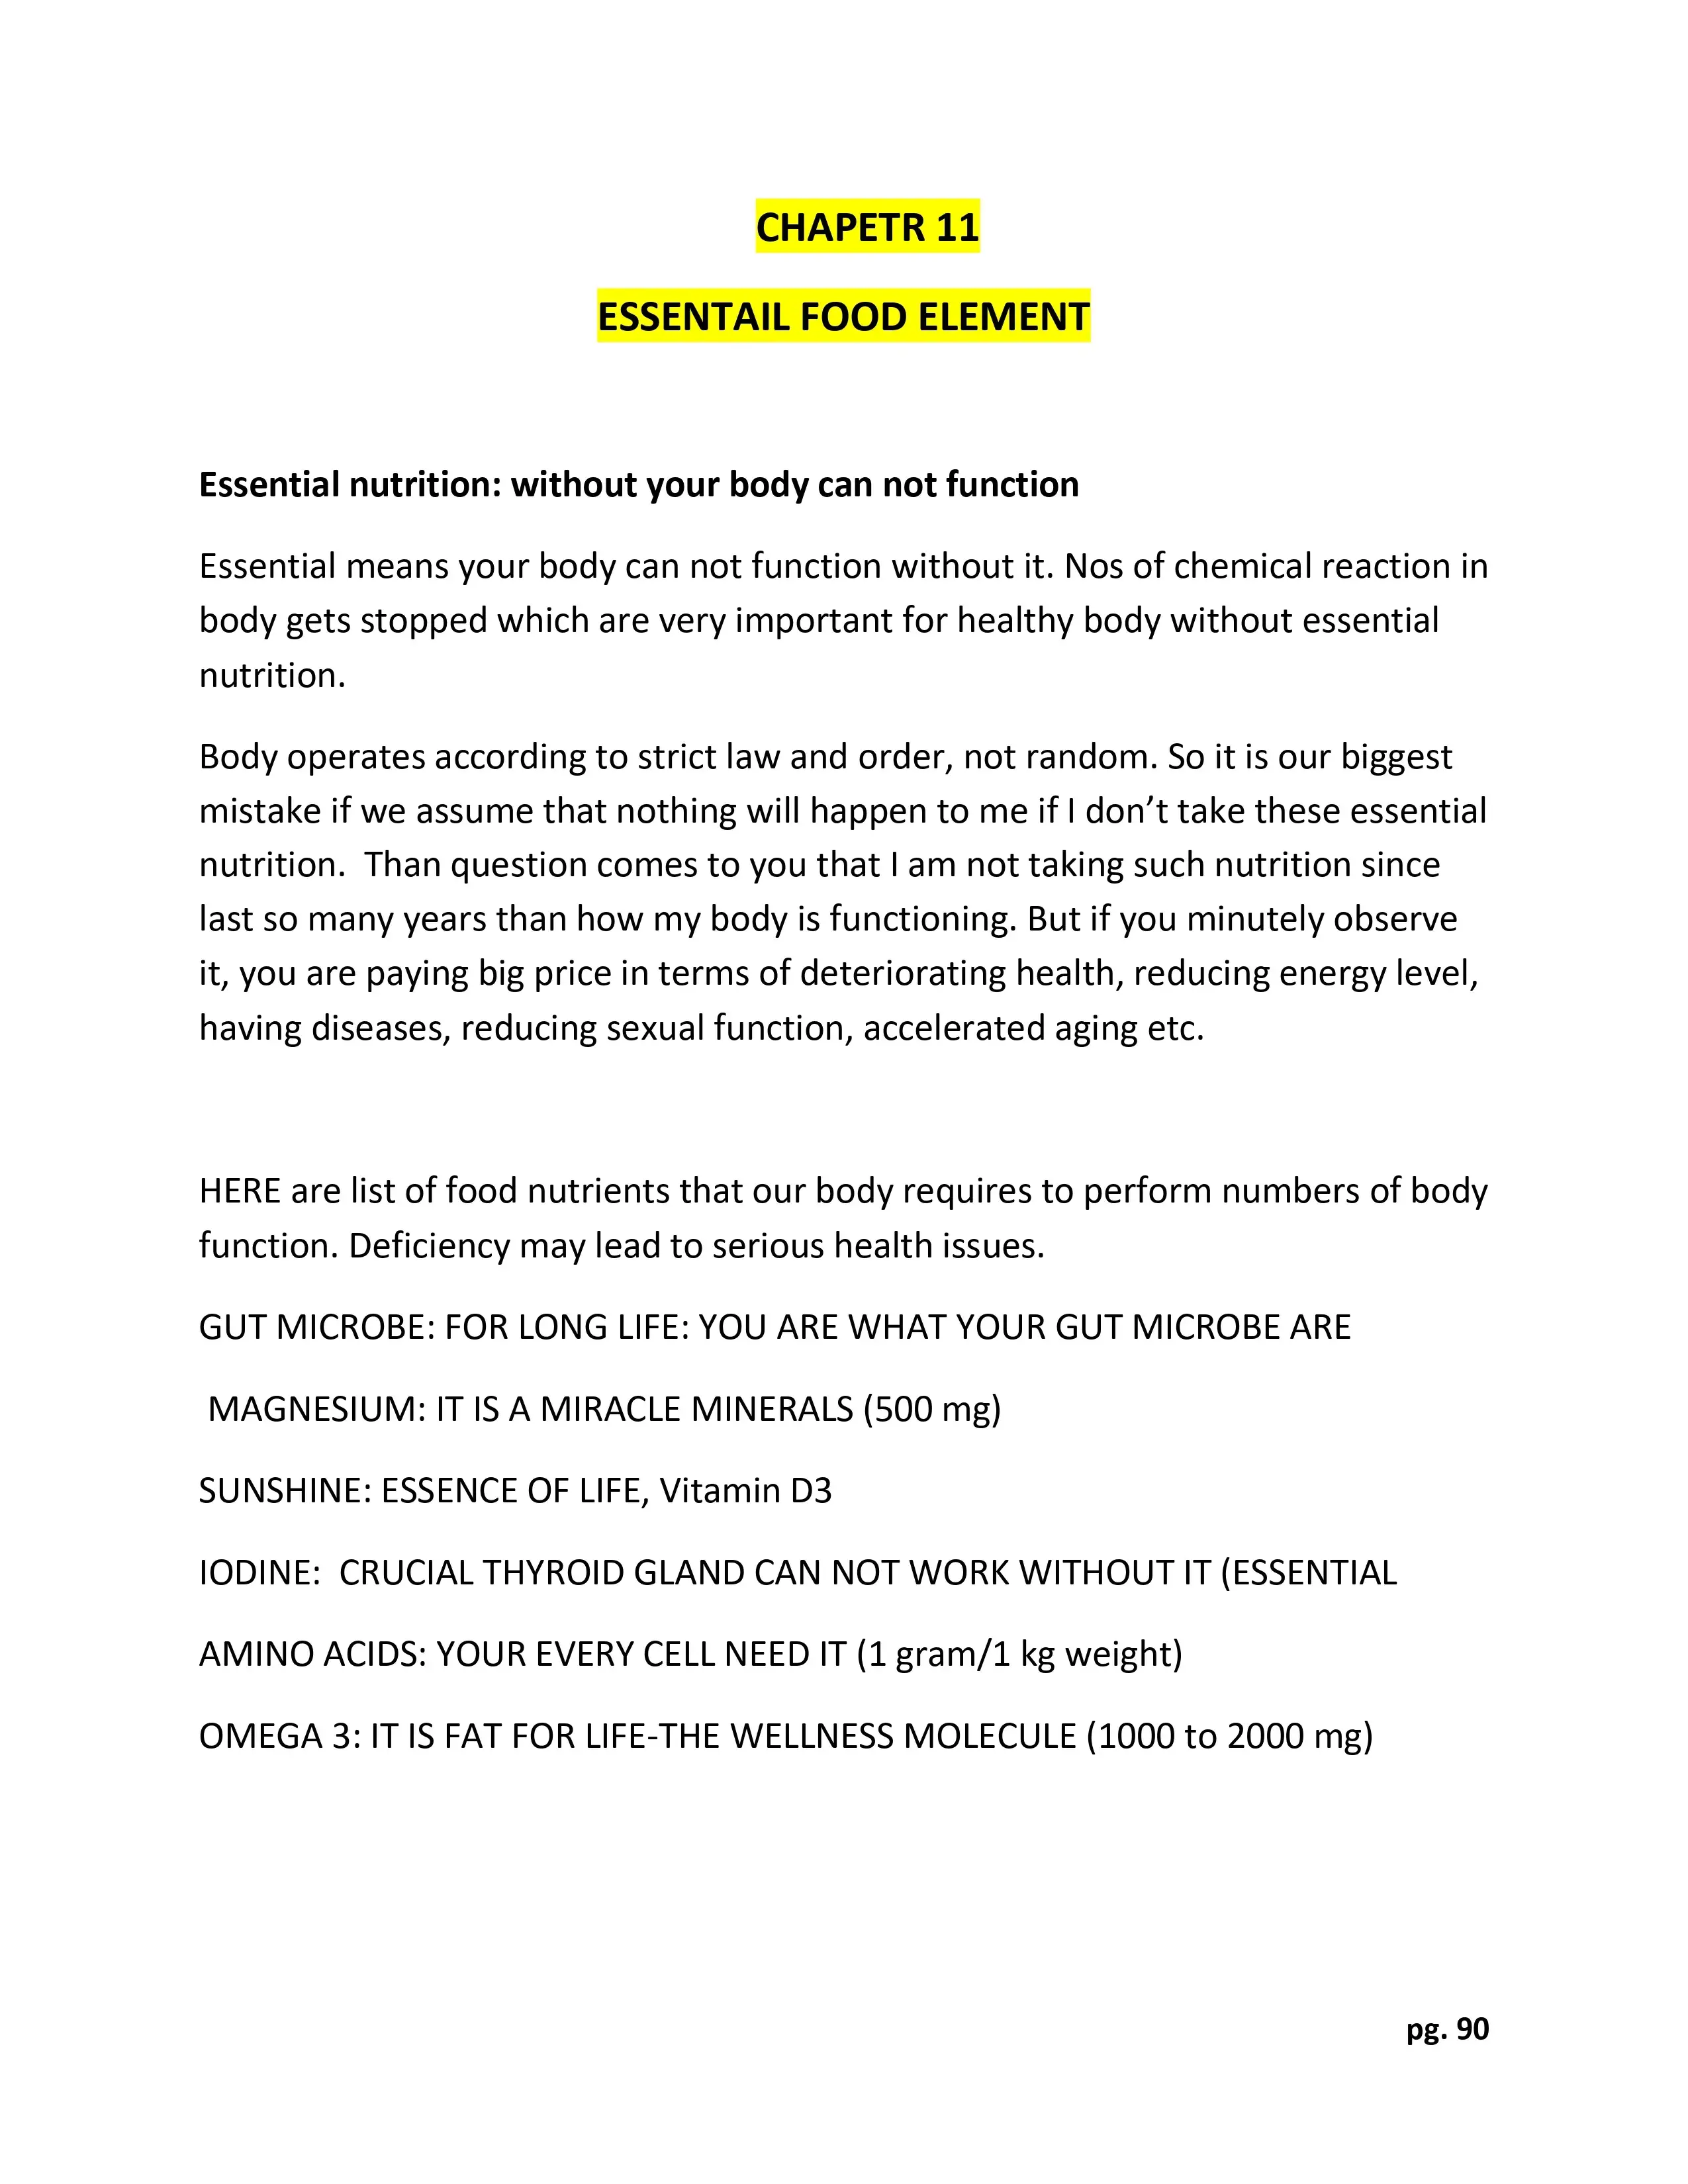 CHAPETR 11
ESSENTAIL FOOD ELEMENT
Essential nutrition: without your body can not function
Essential means your body can not function without it. Nos of chemical reaction in
body gets stopped which are very important for healthy body without essential
nutrition.
Body operates according to strict law and order, not random. So it is our biggest
mistake if we assume that nothing will happen to me if I don’t take these essential
nutrition.  Than question comes to you that I am not taking such nutrition since
last so many years than how my body is functioning. But if you minutely observe
it, you are paying big price in terms of deteriorating health, reducing energy level,
having diseases, reducing sexual function, accelerated aging etc.
HERE are list of food nutrients that our body requires to perform numbers of body
function. Deficiency may lead to serious health issues.
GUT MICROBE: FOR LONG LIFE: YOU ARE WHAT YOUR GUT MICROBE ARE
MAGNESIUM: IT IS A MIRACLE MINERALS (500 mg)
SUNSHINE: ESSENCE OF LIFE, Vitamin D3
IODINE:  CRUCIAL THYROID GLAND CAN NOT WORK WITHOUT IT (ESSENTIAL
AMINO ACIDS: YOUR EVERY CELL NEED IT (1 gram/1 kg weight)
OMEGA 3: IT IS FAT FOR LIFE-THE WELLNESS MOLECULE (1000 to 2000 mg)
pg. 90